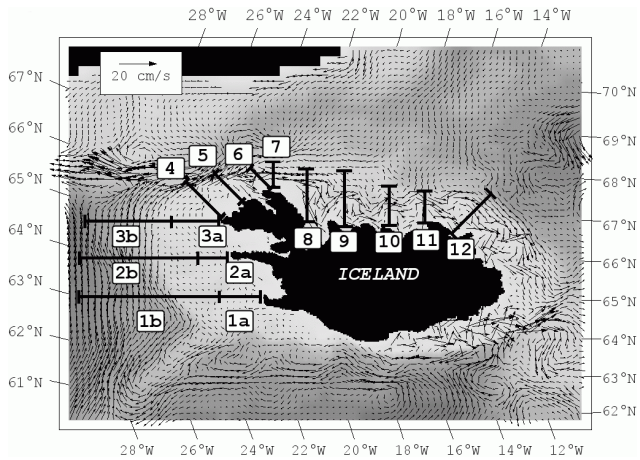 28°W 26°W 24°W 22°W 20°W 18°W 16°W 14°W
20 cm/s
67°N
66°N
65°N
64°N
63°N
62°N
61°N
70°N
69°N
68°N
67°N
66°N
65°N
64°N
63°N
62°N
4 5 6 7
3b 3a 8 9 10 11 12
2b 2a ICELAND
1b 1a
28°W 26°W 24°W 22°W 20°W 18°W 16°W 14°W 12°W